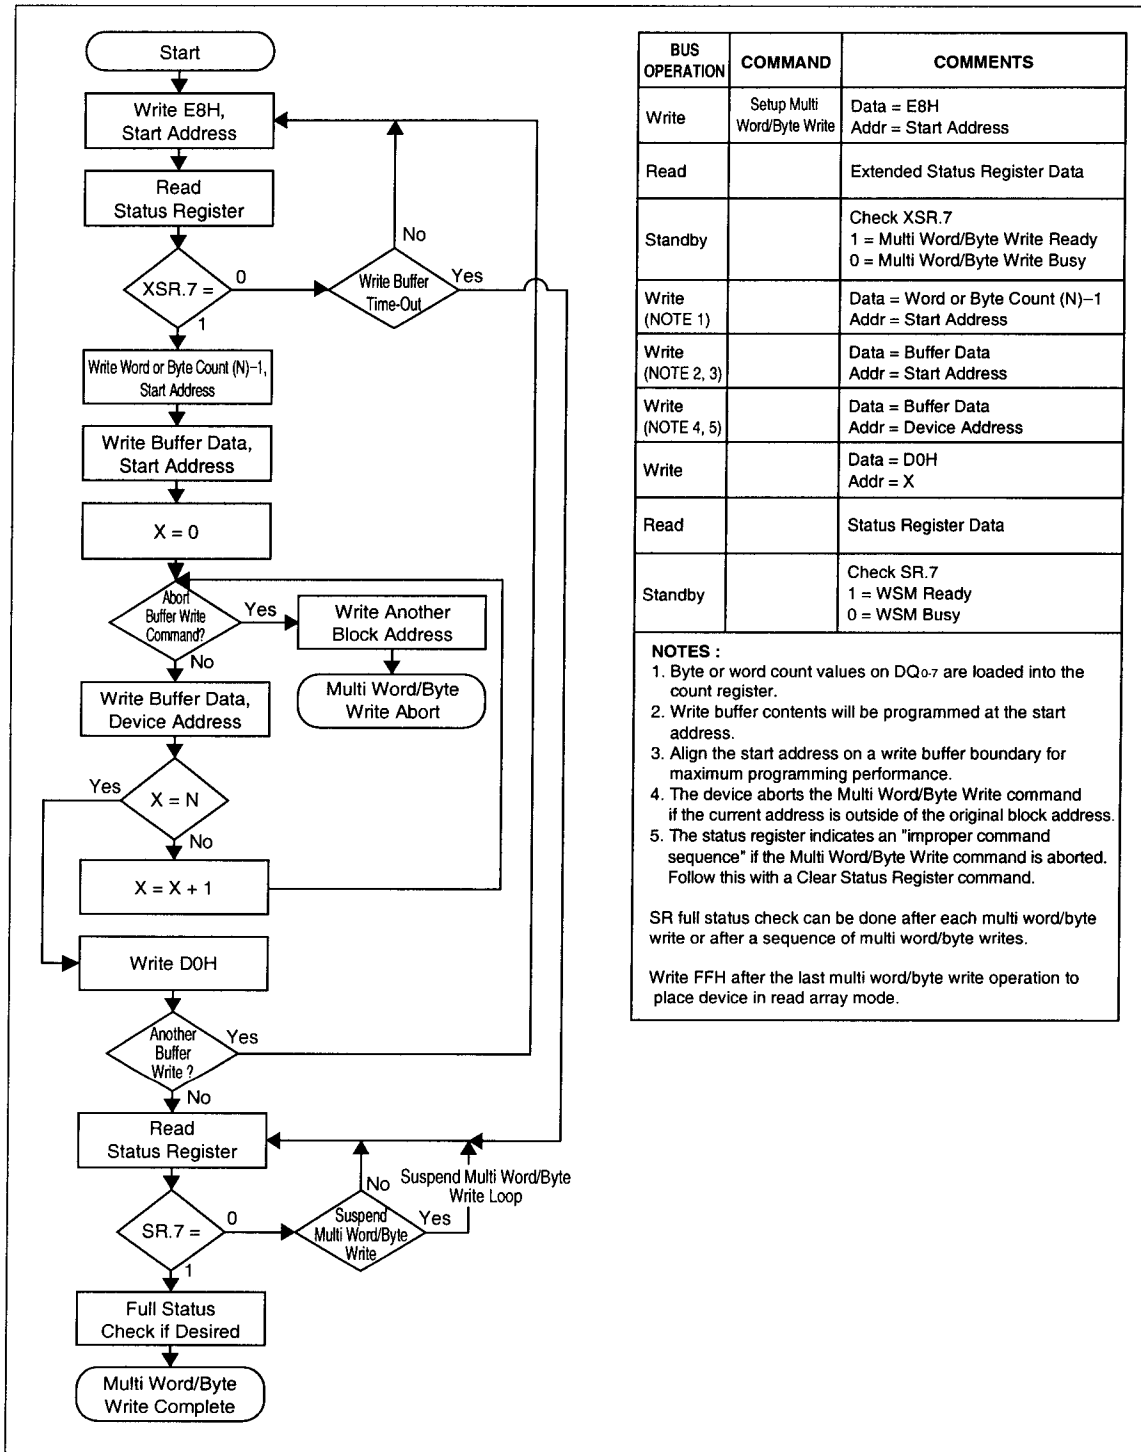 Start
Write E8H,
Start Address
Read
Status Register
XSR.7 =
0
1
Write Buffer
Time-Out
No
Yes
Write Word or Byte Count (N)–1,
Start Address
Write Buffer Data,
Start Address
X = 0
Abort
Buffer Write
Command?
Yes
No
Write Another
Block Address
Multi Word/Byte
Write Abort
Write Buffer Data,
Device Address
X = N
Yes
No
X = X + 1
Write D0H
Another
Buffer
Write ?
Yes
No
Read
Status Register
SR.7 =
0
1
Suspend
Multi Word/Byte
Write
No
Yes
Suspend Multi Word/Byte
Write Loop
Full Status
Check if Desired
Multi Word/Byte
Write Complete
BUS
OPERATION
COMMAND
COMMENTS
Write
Setup Multi
Word/Byte Write
Data = E8H
Addr = Start Address
Read
Extended Status Register Data
Standby
Check XSR.7
1 = Multi Word/Byte Write Ready
0 = Multi Word/Byte Write Busy
Write
(NOTE 1)
Data = Word or Byte Count (N)–1
Addr = Start Address
Write
(NOTE 2, 3)
Data = Buffer Data
Addr = Start Address
Write
(NOTE 4, 5)
Data = Buffer Data
Addr = Device Address
Write
Data = D0H
Addr = X
Read
Status Register Data
Standby
Check SR.7
1 = WSM Ready
0 = WSM Busy
NOTES :
1. Byte or word count values on DQ0-7 are loaded into the
count register.
2. Write buffer contents will be programmed at the start
address.
3. Align the start address on a write buffer boundary for
maximum programming performance.
4. The device aborts the Multi Word/Byte Write command
if the current address is outside of the original block address.
5. The status register indicates an "improper command
sequence" if the Multi Word/Byte Write command is aborted.
Follow this with a Clear Status Register command.
SR full status check can be done after each multi word/byte
write or after a sequence of multi word/byte writes.
Write FFH after the last multi word/byte write operation to
place device in read array mode.